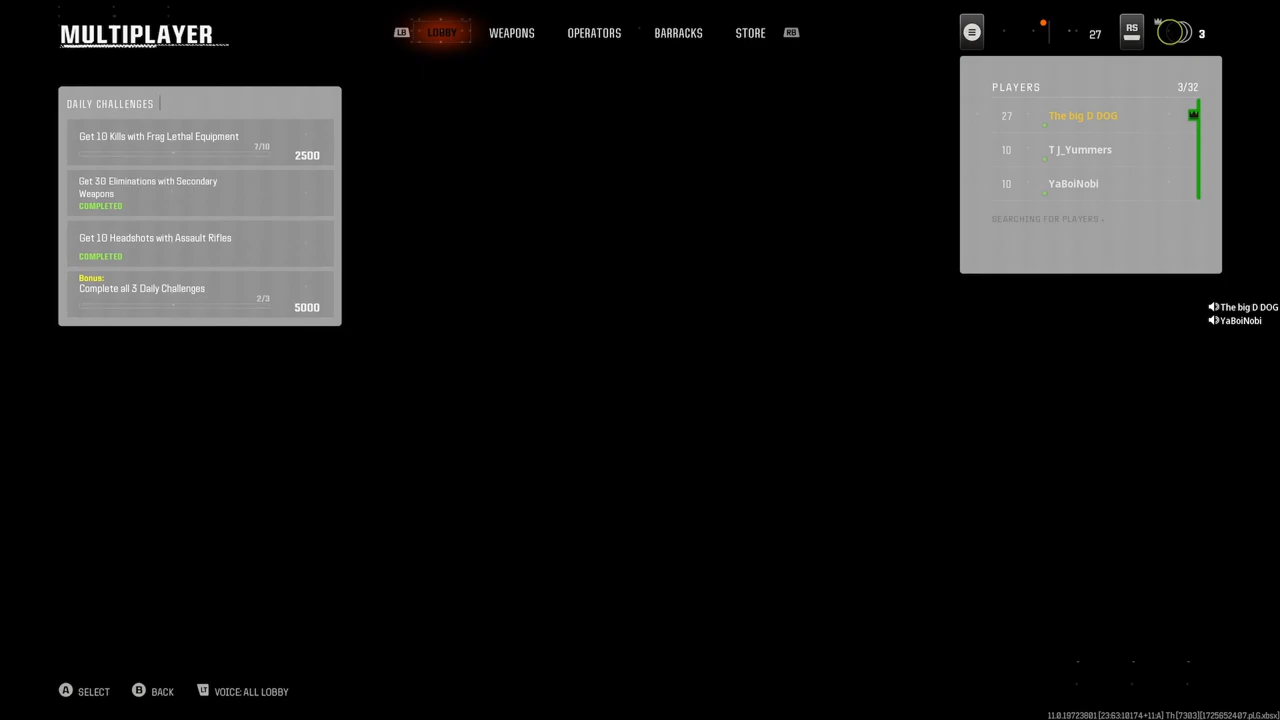 MULTIPLAYER
LB LOBBY WEAPONS OPERATORS BARRACKS STORE RB
27 RS 3
DAILY CHALLENGES
Get 10 Kills with Frag Lethal Equipment
7/10
2500
Get 30 Eliminations with Secondary
Weapons
COMPLETED
Get 10 Headshots with Assault Rifles
COMPLETED
Bonus:
Complete all 3 Daily Challenges
2/3
5000
PLAYERS 3/32
27 The big D DOG
10 TJ_Yummers
10 YaBoiNobi
SEARCHING FOR PLAYERS .
The big D DOG
YaBoiNobi
A SELECT B BACK LT VOICE: ALL LOBBY